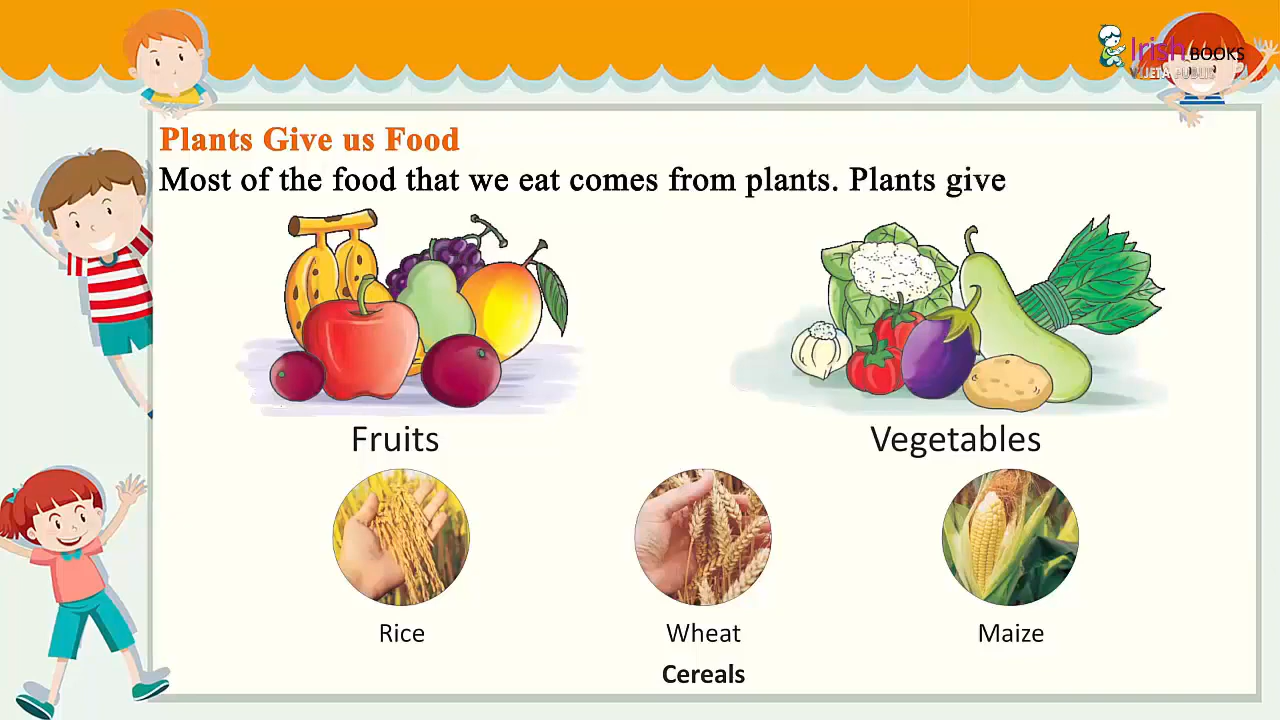 Irish BOOKS
Plants Give us Food
Most of the food that we eat comes from plants. Plants give
Fruits
Vegetables
Rice
Wheat
Maize
Cereals